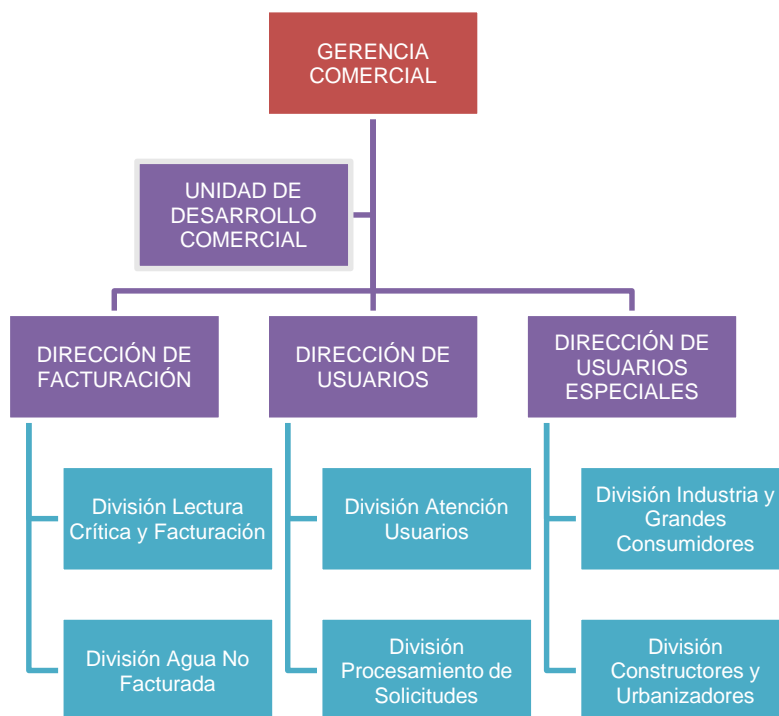 GERENCIA
COMERCIAL
UNIDAD DE
DESARROLLO
COMERCIAL
DIRECCIÓN DE
FACTURACIÓN
DIRECCIÓN DE
USUARIOS
DIRECCIÓN DE
USUARIOS
ESPECIALES
División Lectura
Crítica y Facturación
División Atención
Usuarios
División Industria y
Grandes
Consumidores
División Agua No
Facturada
División
Procesamiento de
Solicitudes
División
Constructores y
Urbanizadores